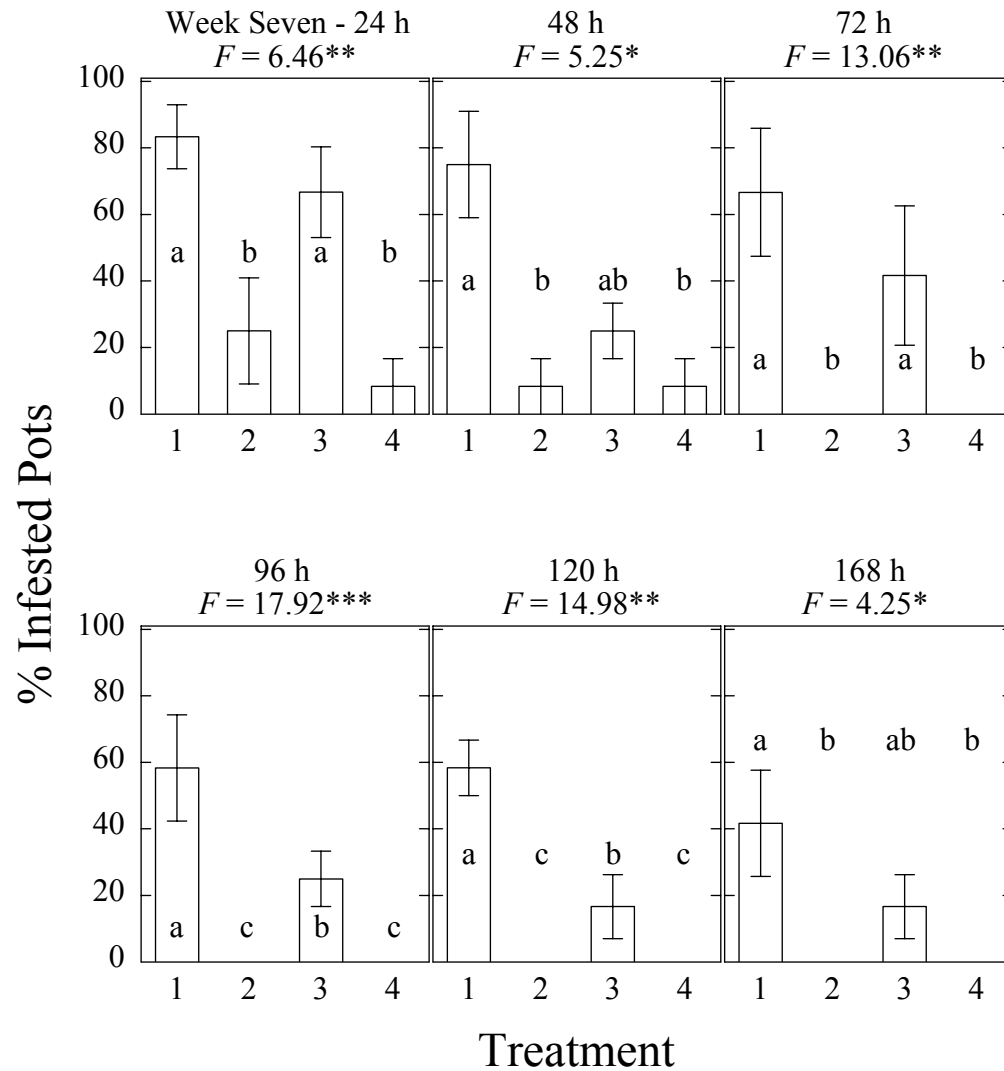 Week Seven - 24 h
F = 6.46**
48 h
F = 5.25*
72 h
F = 13.06**
100
80
60
40
20
0
a b a b
a b ab b
a b a b
1 2 3 4
1 2 3 4
1 2 3 4
% Infested Pots
96 h
F = 17.92***
120 h
F = 14.98**
168 h
F = 4.25*
100
80
60
40
20
0
a c b c
a c b c
a b ab b
1 2 3 4
1 2 3 4
1 2 3 4
Treatment